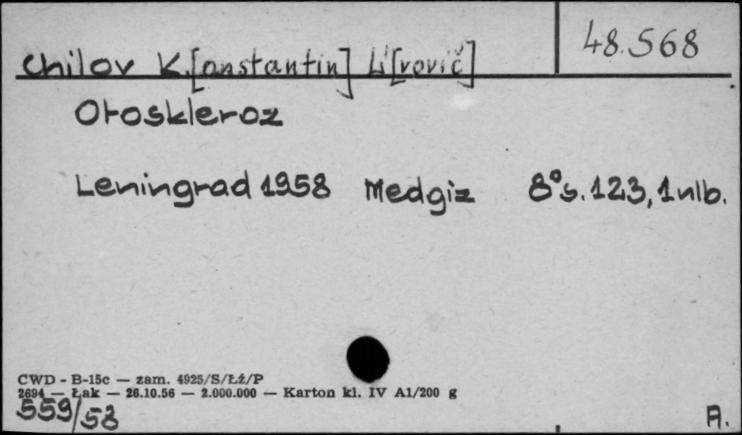 48.568
Chilov K.[onstantin] L'[vovič]
Otoskleroz
Leningrad 1958 Medgiz 8° s. 123, 1 nlb.
CWD - B-15c — zam. 4925/S/Łż/P
2694 — Łak — 26.10.56 — 2.000.000 — Karton kl. IV A1/200 g
559/58
A.